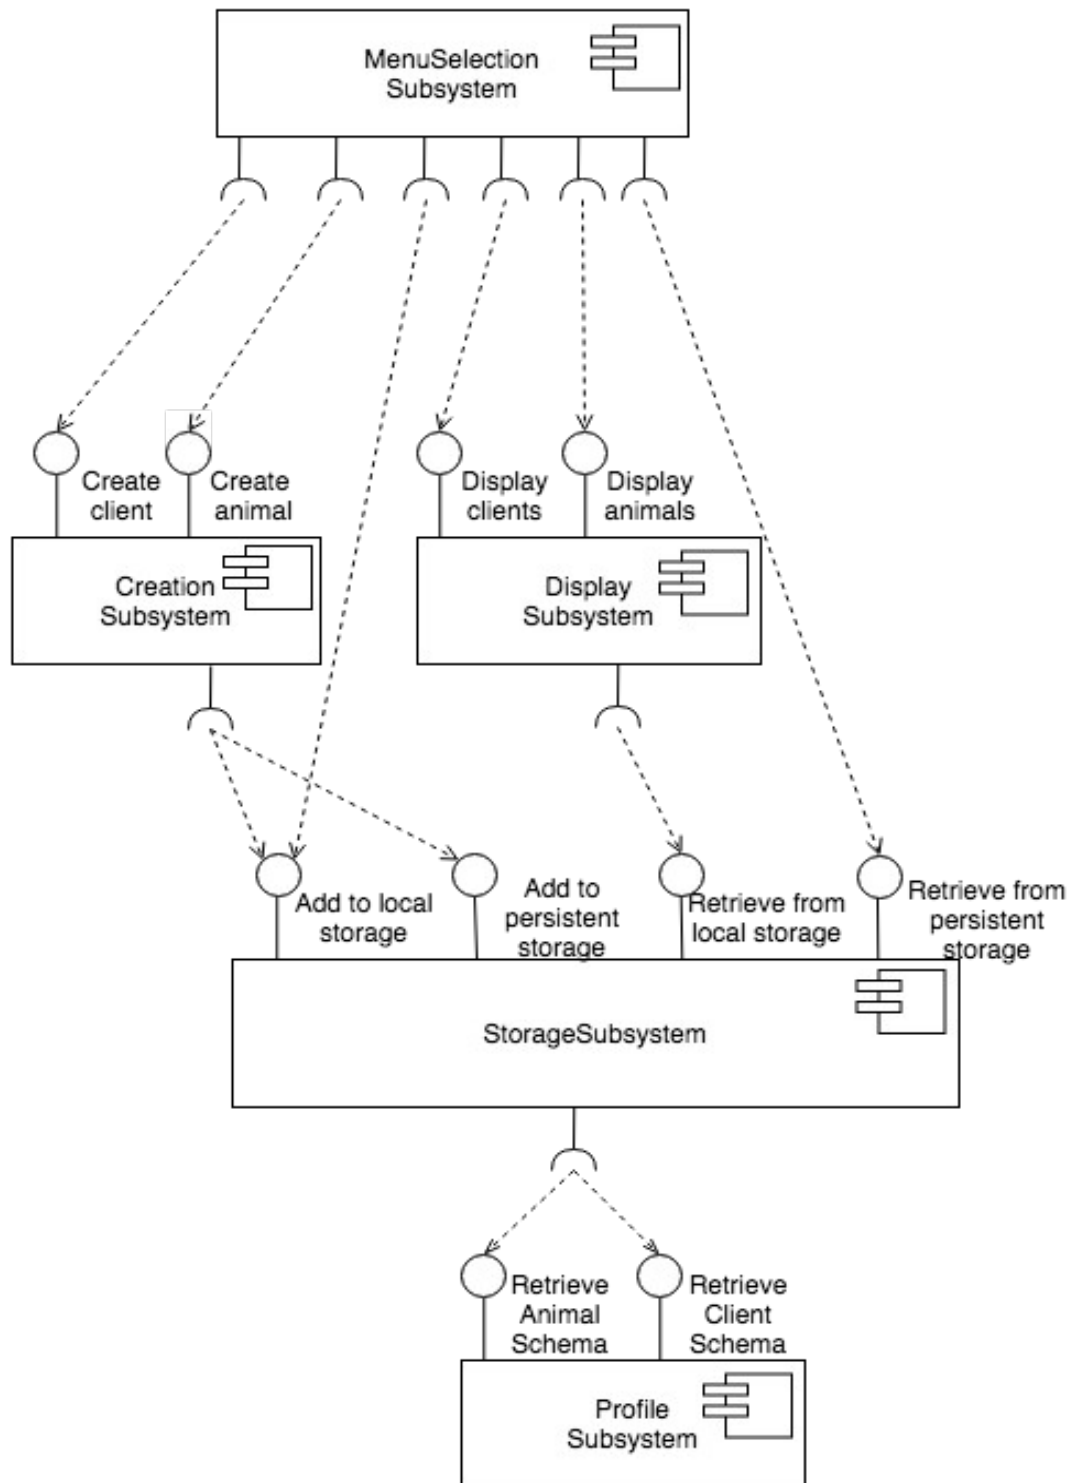 MenuSelection
Subsystem
Create
client
Create
animal
Display
clients
Display
animals
Creation
Subsystem
Display
Subsystem
Add to local
storage
Add to
persistent
storage
Retrieve from
local storage
Retrieve from
persistent
storage
StorageSubsystem
Retrieve
Animal
Schema
Retrieve
Client
Schema
Profile
Subsystem